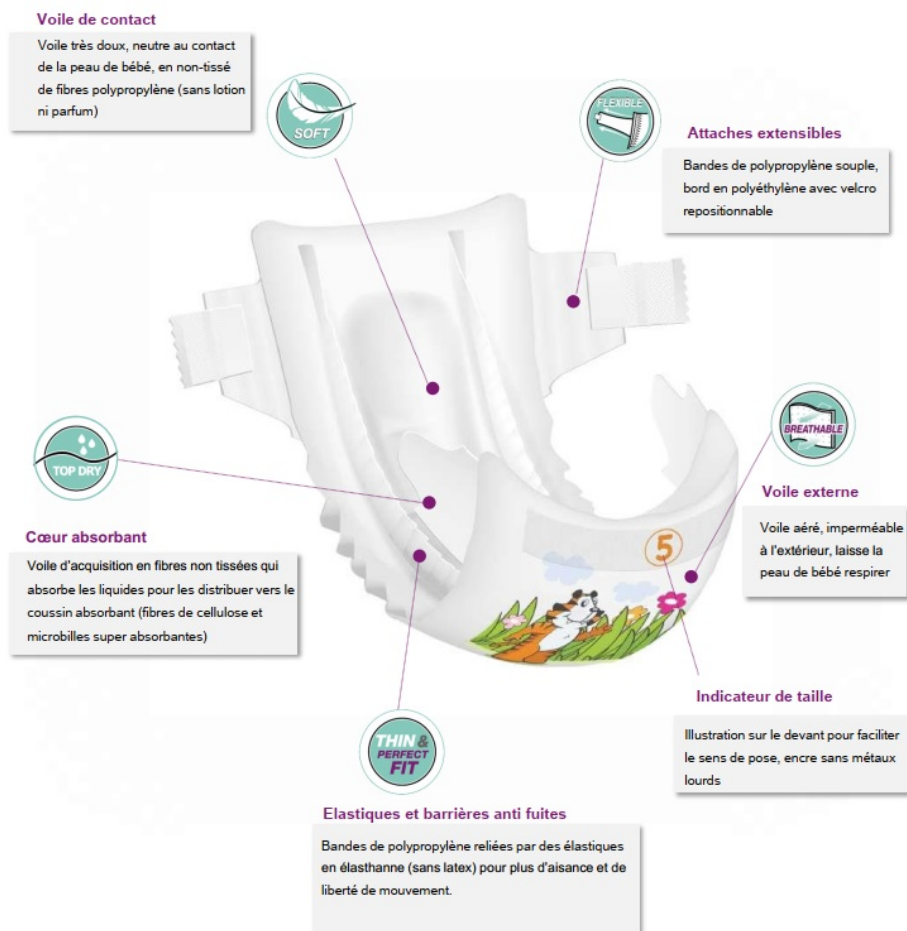 Voile de contact
Voile très doux, neutre au contact
de la peau de bébé, en non-tissé
de fibres polypropylène (sans lotion
ni parfum)
SOFT
FLEXIBLE
Attaches extensibles
Bandes de polypropylène souple,
bord en polyéthylène avec velcro
repositionnable
TOP DRY
Cœur absorbant
Voile d'acquisition en fibres non tissées qui
absorbe les liquides pour les distribuer vers le
coussin absorbant (fibres de cellulose et
microbilles super absorbantes)
BREATHABLE
Voile externe
Voile aéré, imperméable
à l'extérieur, laisse la
peau de bébé respirer
5
Indicateur de taille
Illustration sur le devant pour faciliter
le sens de pose, encre sans métaux
lourds
THIN &
PERFECT
FIT
Elastiques et barrières anti fuites
Bandes de polypropylène reliées par des élastiques
en élasthanne (sans latex) pour plus d'aisance et de
liberté de mouvement.